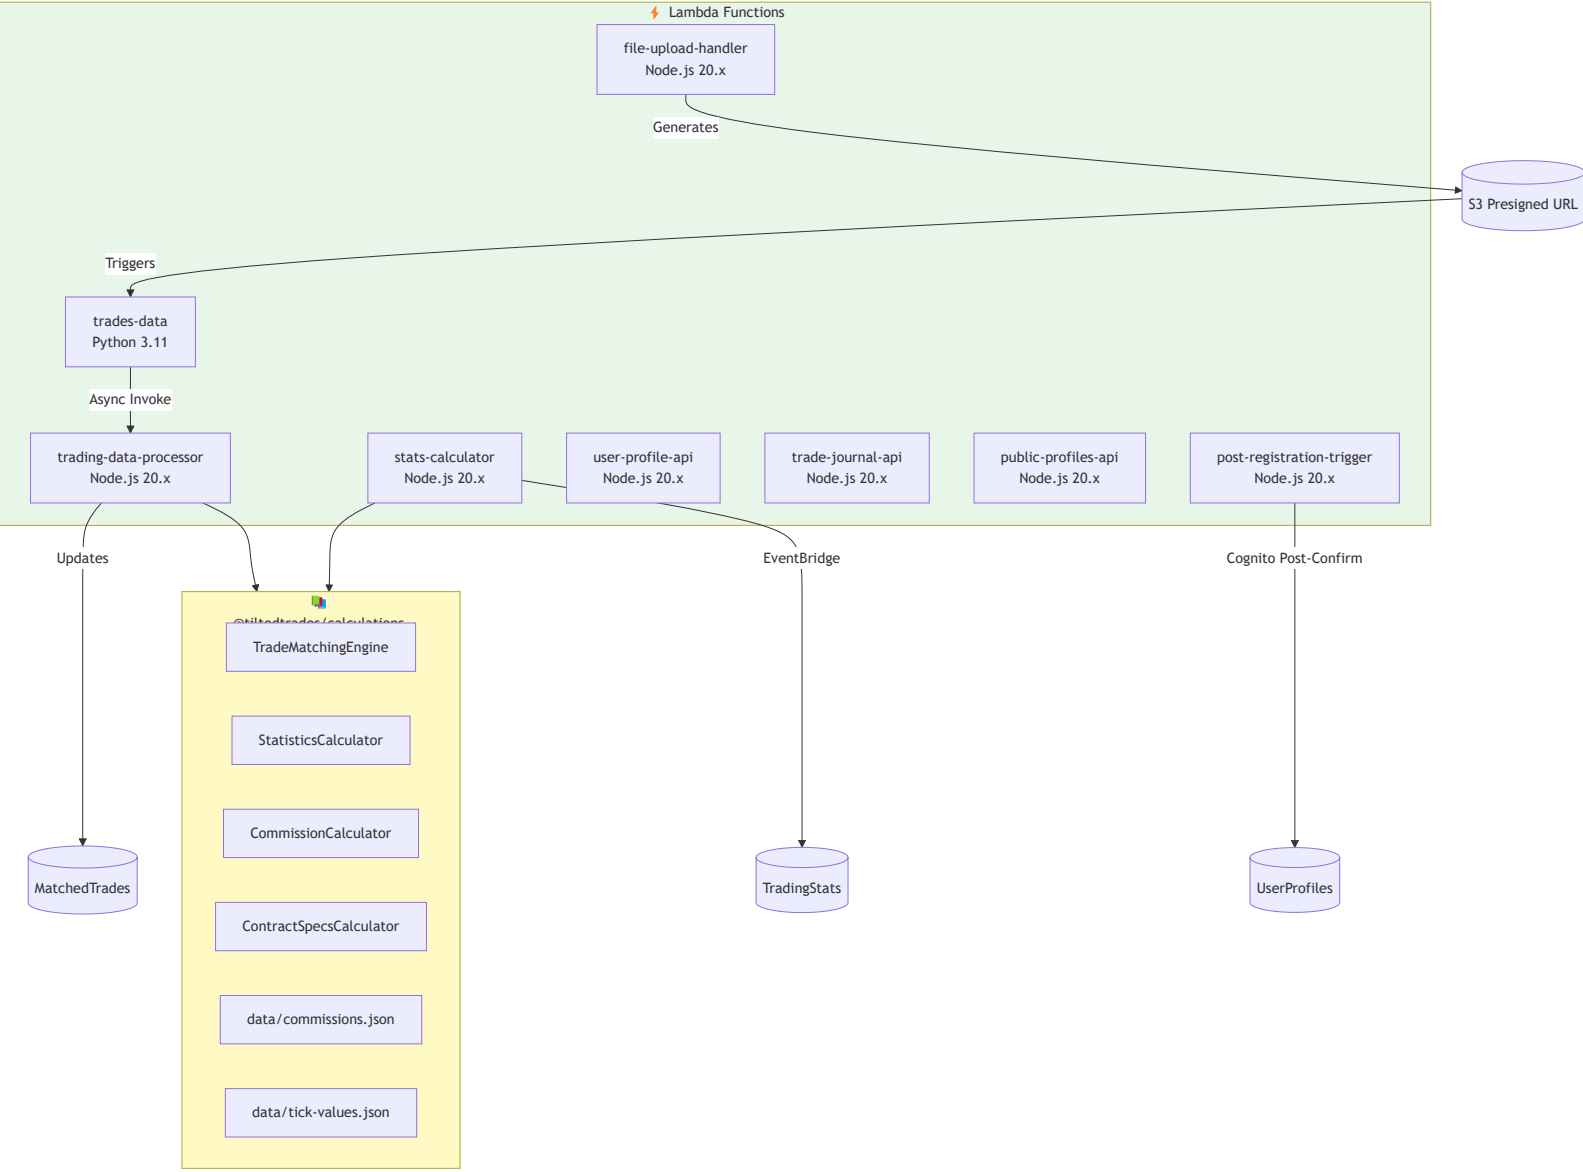 ⚡ Lambda Functions
file-upload-handler
Node.js 20.x
Generates
S3 Presigned URL
Triggers
trades-data
Python 3.11
Async Invoke
trading-data-processor
Node.js 20.x
stats-calculator
Node.js 20.x
user-profile-api
Node.js 20.x
trade-journal-api
Node.js 20.x
public-profiles-api
Node.js 20.x
post-registration-trigger
Node.js 20.x
Updates
EventBridge
Cognito Post-Confirm
@tiltedtrades/calculations
TradeMatchingEngine
StatisticsCalculator
CommissionCalculator
MatchedTrades
TradingStats
UserProfiles
ContractSpecsCalculator
data/commissions.json
data/tick-values.json